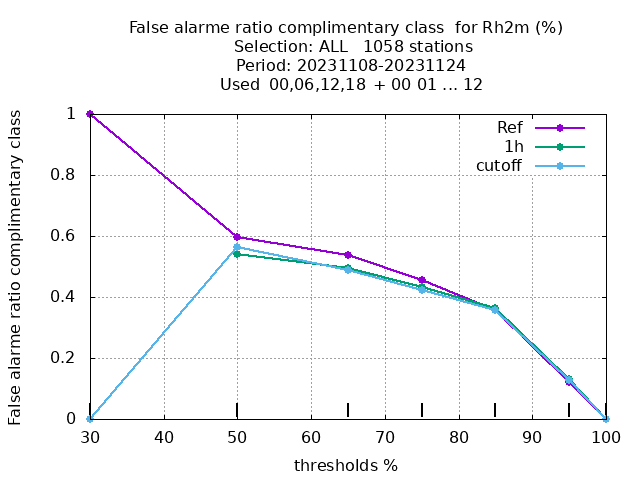 False alarme ratio complimentary class  for Rh2m (%)
Selection: ALL   1058 stations
Period: 20231108-20231124
Used  00,06,12,18  + 00 01 ... 12
False alarme ratio complimentary class
Ref
1h
cutoff
1
0.8
0.6
0.4
0.2
0
30 40 50 60 70 80 90 100
thresholds %